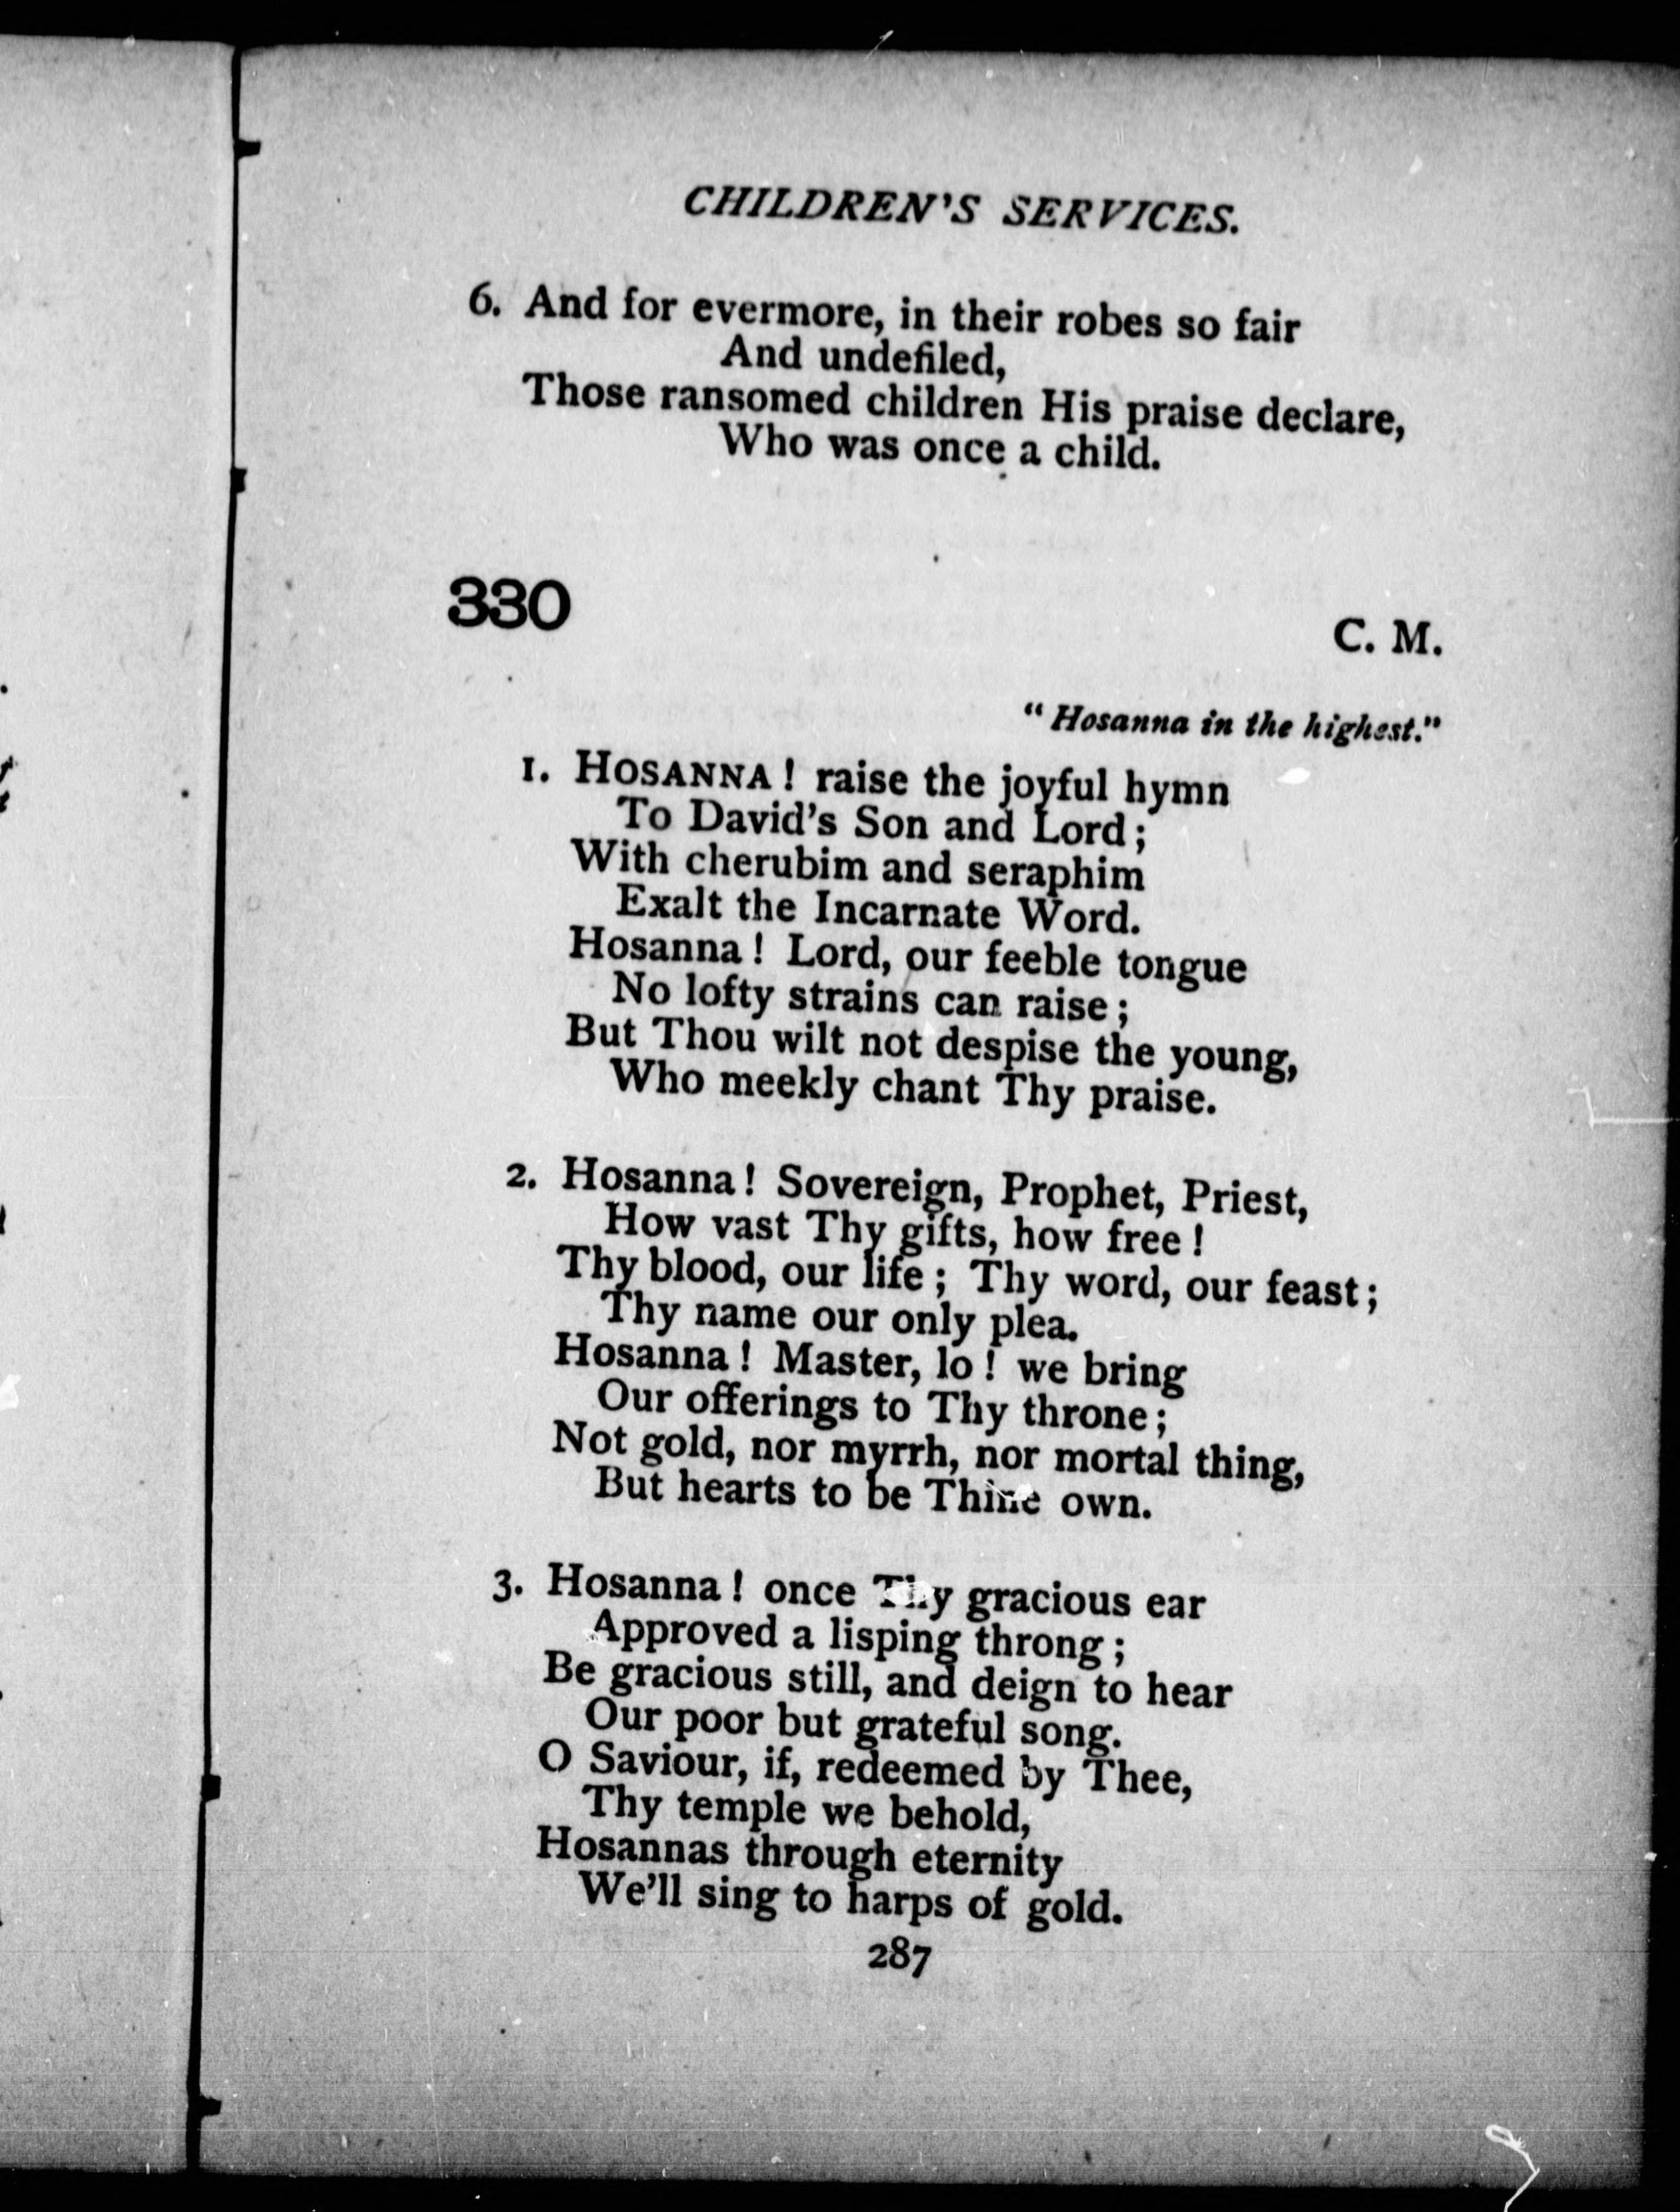 CHILDREN'S SERVICES.
6. And for evermore, in their robes so fair
And undefiled,
Those ransomed children His praise declare,
Who was once a child.
330
C. M.
"Hosanna in the highest."
1. HOSANNA! raise the joyful hymn
To David's Son and Lord;
With cherubim and seraphim
Exalt the Incarnate Word.
Hosanna! Lord, our feeble tongue
No lofty strains can raise;
But Thou wilt not despise the young,
Who meekly chant Thy praise.
2. Hosanna! Sovereign, Prophet, Priest,
How vast Thy gifts, how free!
Thy blood, our life; Thy word, our feast;
Thy name our only plea.
Hosanna! Master, lo! we bring
Our offerings to Thy throne;
Not gold, nor myrrh, nor mortal thing,
But hearts to be Thine own.
3. Hosanna! once Thy gracious ear
Approved a lisping throng;
Be gracious still, and deign to hear
Our poor but grateful song.
O Saviour, if, redeemed by Thee,
Thy temple we behold,
Hosannas through eternity
We'll sing to harps of gold.
287